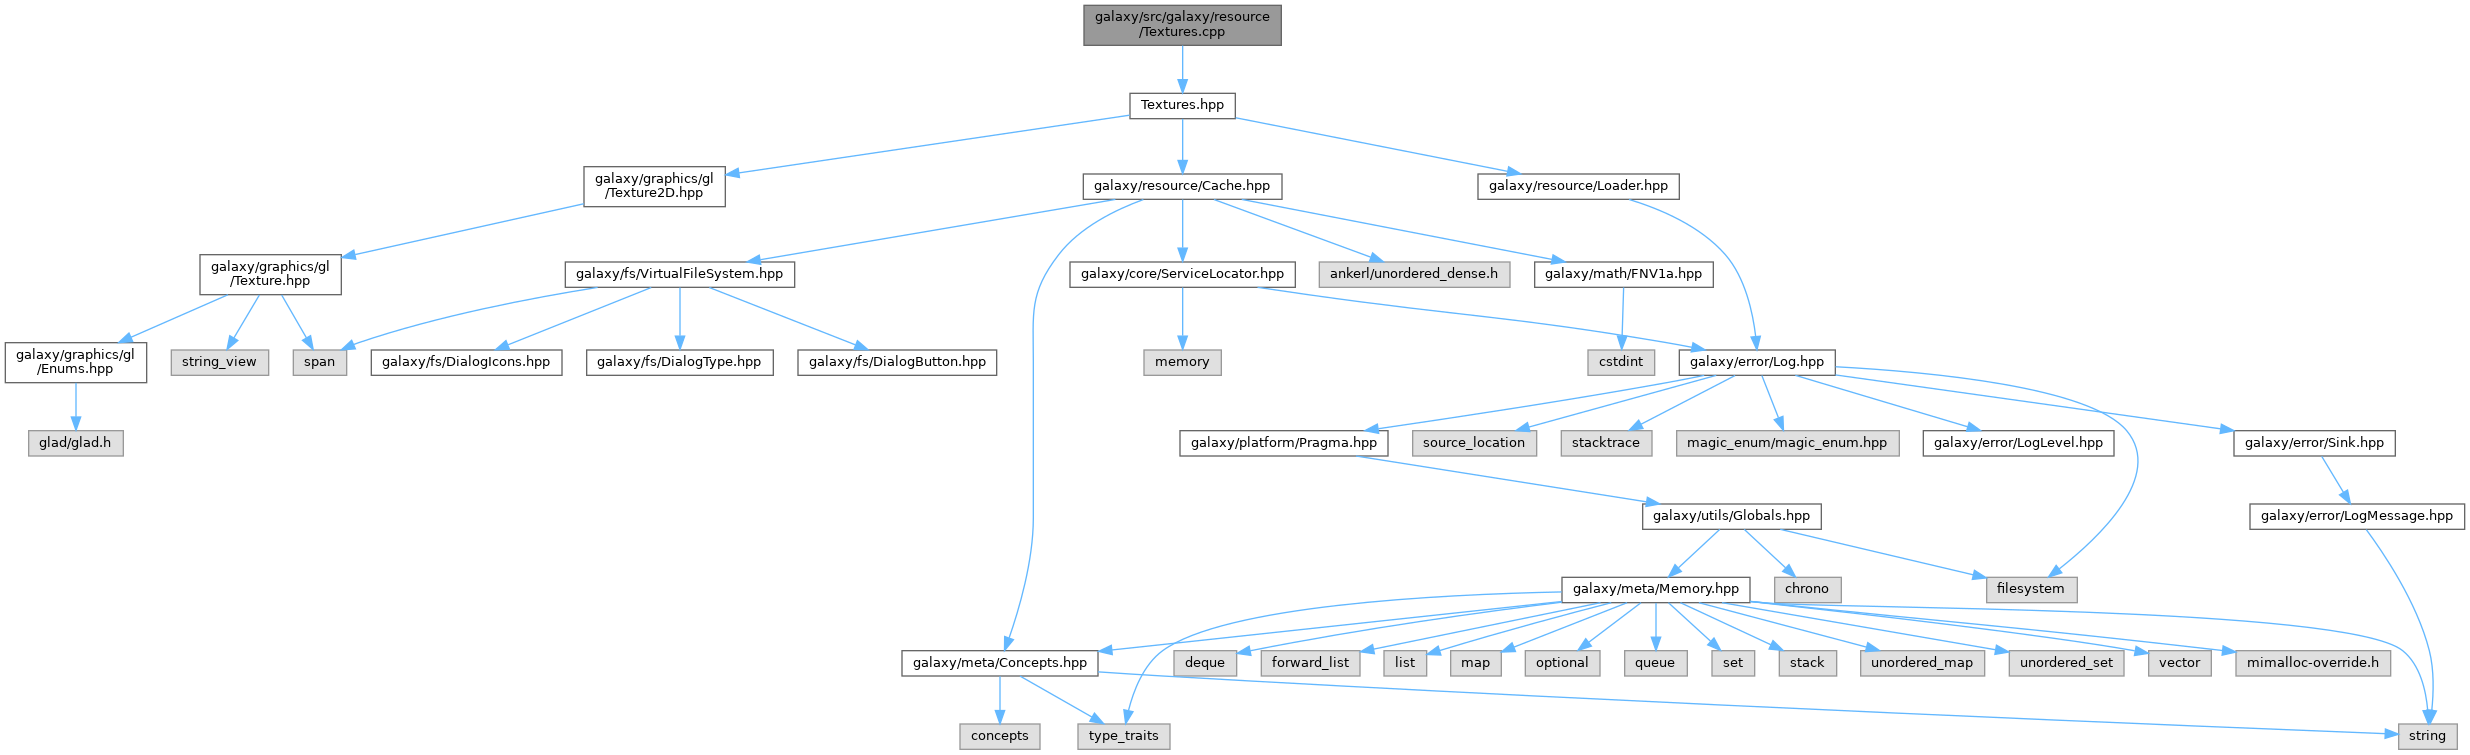 galaxy/src/galaxy/resource
/Textures.cpp
Textures.hpp
galaxy/graphics/gl
/Texture2D.hpp
galaxy/resource/Cache.hpp
galaxy/resource/Loader.hpp
galaxy/graphics/gl
/Texture.hpp
galaxy/fs/VirtualFileSystem.hpp
galaxy/core/ServiceLocator.hpp
ankerl/unordered_dense.h
galaxy/math/FNV1a.hpp
galaxy/graphics/gl
/Enums.hpp
string_view
span
galaxy/fs/DialogIcons.hpp
galaxy/fs/DialogType.hpp
galaxy/fs/DialogButton.hpp
memory
cstdint
galaxy/error/Log.hpp
glad/glad.h
galaxy/platform/Pragma.hpp
source_location
stacktrace
magic_enum/magic_enum.hpp
galaxy/error/LogLevel.hpp
galaxy/error/Sink.hpp
galaxy/utils/Globals.hpp
galaxy/error/LogMessage.hpp
galaxy/meta/Memory.hpp
chrono
filesystem
galaxy/meta/Concepts.hpp
deque
forward_list
list
map
optional
queue
set
stack
unordered_map
unordered_set
vector
mimalloc-override.h
concepts
type_traits
string